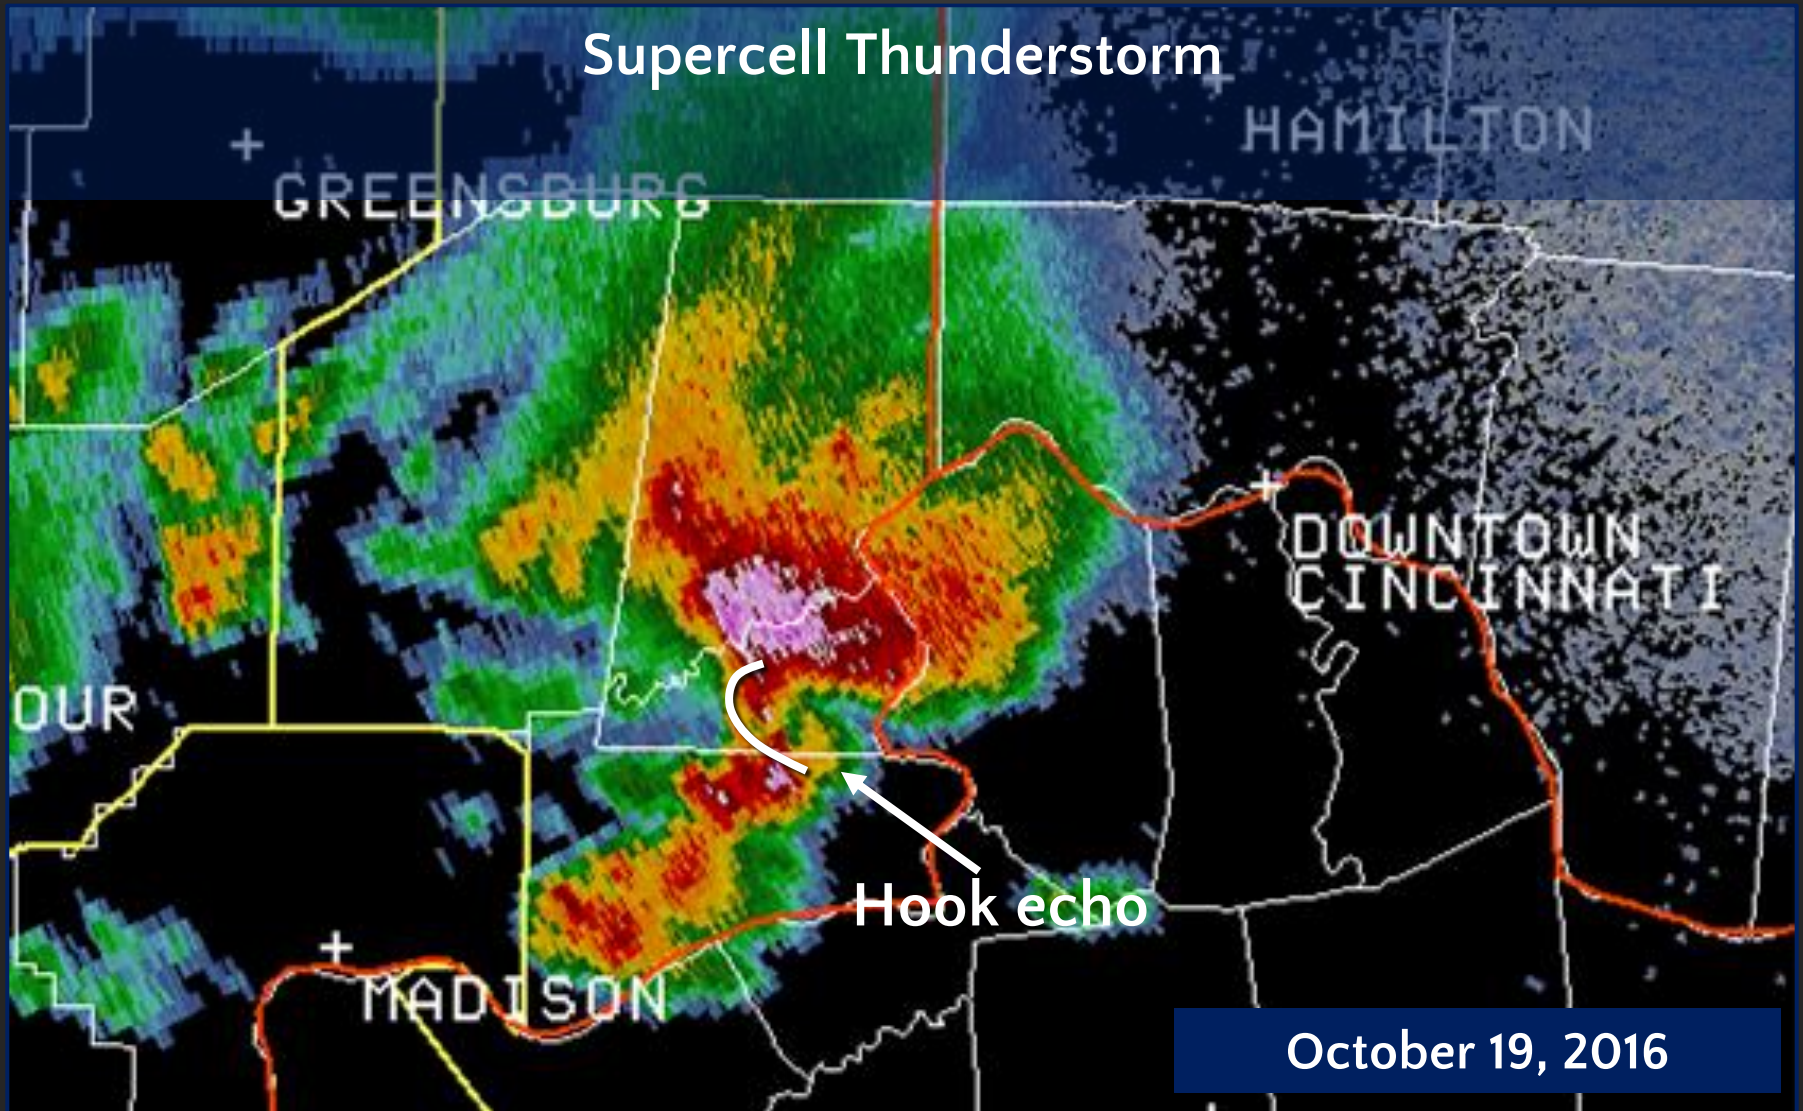 Supercell Thunderstorm
HAMILTON
GREENSBURG
DOWNTOWN
CINCINNATI
OUR
Hook echo
MADISON
October 19, 2016